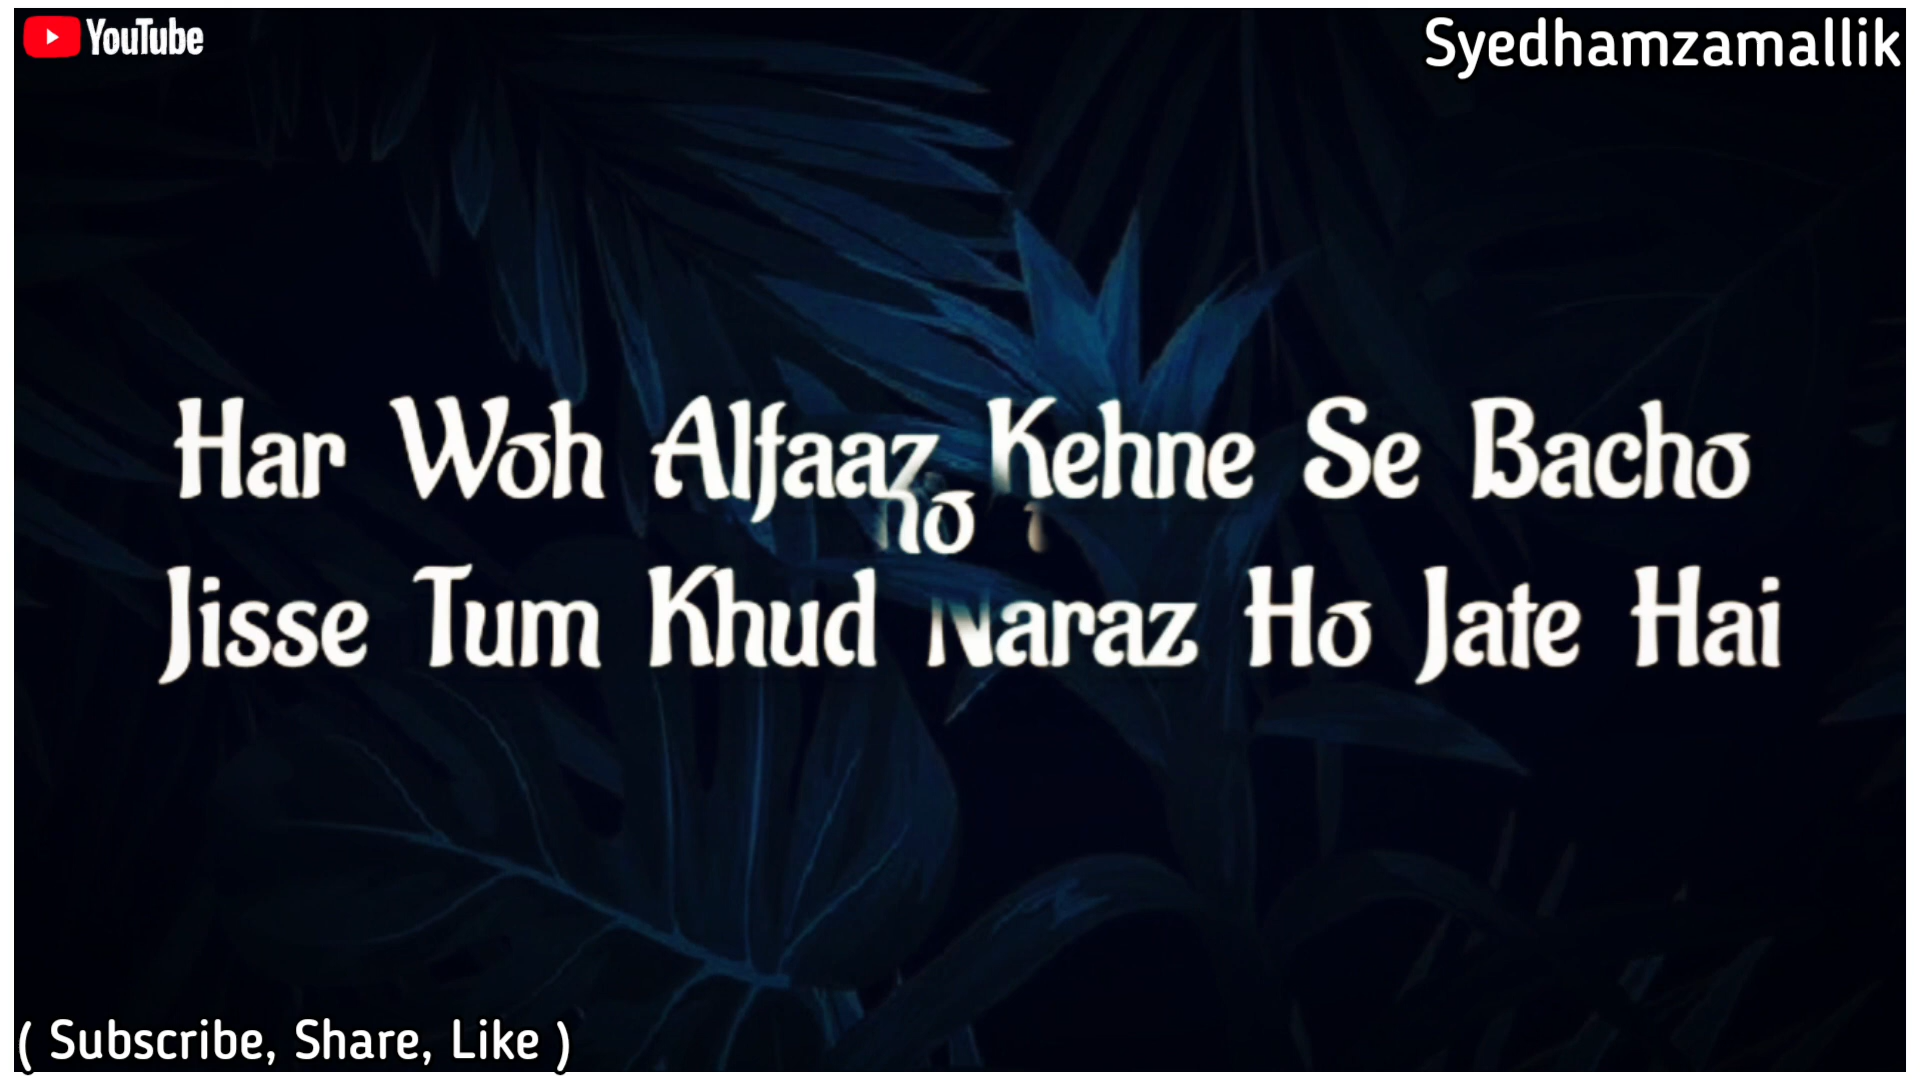 YouTube
Syedhamzamallik
Har Woh Alfaaz Kehne Se Bacho
Jisse Tum Khud Naraz Ho Jate Hai
( Subscribe, Share, Like )